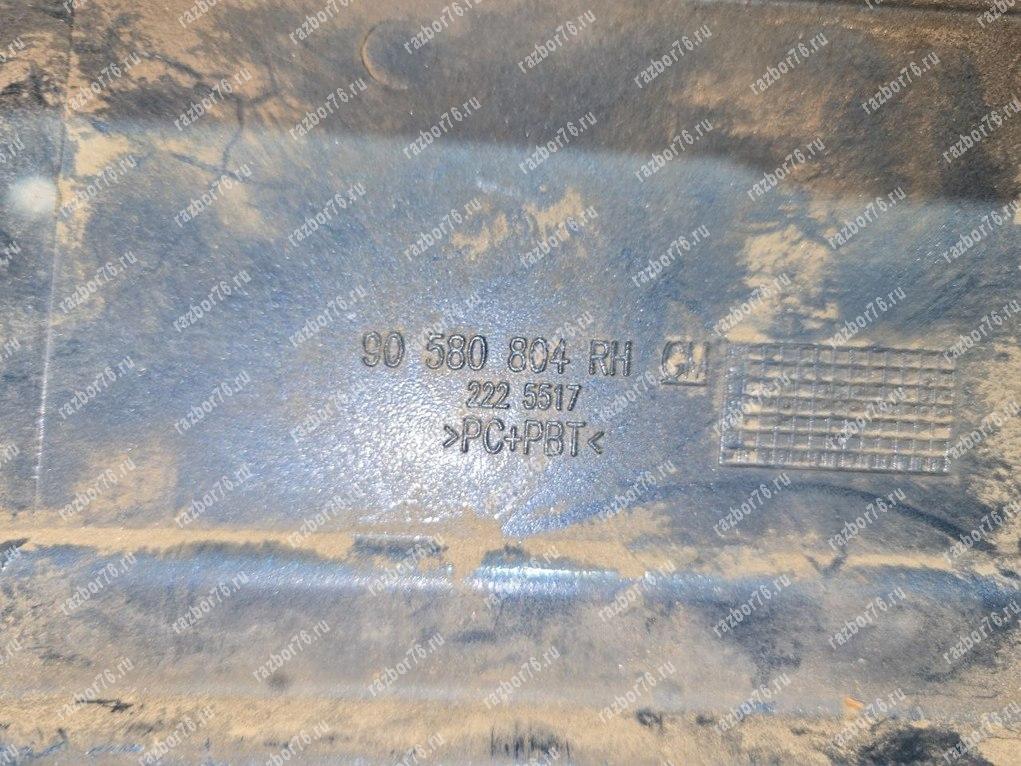 90 580 804 RH GM
222 5517
>PC+PBT<
razbor76.ru